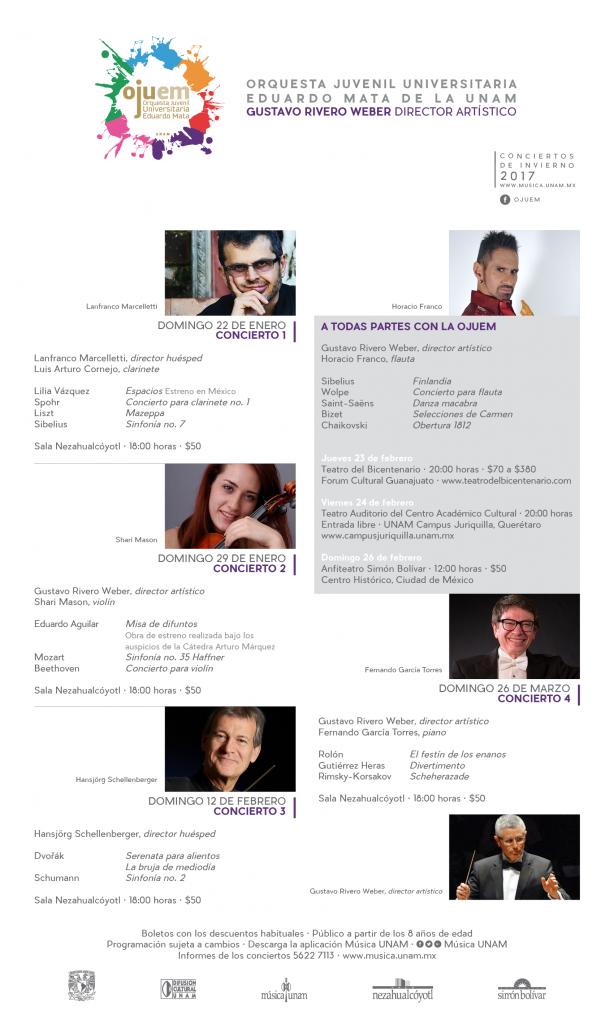 ojuem
Orquesta Juvenil
Universitaria
Eduardo Mata
UNAM
ORQUESTA JUVENIL UNIVERSITARIA
EDUARDO MATA DE LA UNAM
GUSTAVO RIVERO WEBER DIRECTOR ARTÍSTICO
CONCIERTOS
DE INVIERNO
2017
WWW.MUSICA.UNAM.MX
f OJUEM
Lanfranco Marcelletti
DOMINGO 22 DE ENERO
CONCIERTO 1
Lanfranco Marcelletti, director huésped
Luis Arturo Cornejo, clarinete
Lilia Vázquez Espacios Estreno en México
Spohr Concierto para clarinete no. 1
Liszt Mazeppa
Sibelius Sinfonía no. 7
Sala Nezahualcóyotl · 18:00 horas · $50
Shari Mason
DOMINGO 29 DE ENERO
CONCIERTO 2
Gustavo Rivero Weber, director artístico
Shari Mason, violín
Eduardo Aguilar Misa de difuntos
Obra de estreno realizada bajo los
auspicios de la Cátedra Arturo Márquez
Mozart Sinfonía no. 35 Haffner
Beethoven Concierto para violín
Sala Nezahualcóyotl · 18:00 horas · $50
Hansjörg Schellenberger
DOMINGO 12 DE FEBRERO
CONCIERTO 3
Hansjörg Schellenberger, director huésped
Dvořák Serenata para alientos
La bruja de mediodía
Schumann Sinfonía no. 2
Sala Nezahualcóyotl · 18:00 horas · $50
Horacio Franco
A TODAS PARTES CON LA OJUEM
Gustavo Rivero Weber, director artístico
Horacio Franco, flauta
Sibelius Finlandia
Wolpe Concierto para flauta
Saint-Saëns Danza macabra
Bizet Selecciones de Carmen
Chaikovski Obertura 1812
Jueves 23 de febrero
Teatro del Bicentenario · 20:00 horas · $70 a $380
Forum Cultural Guanajuato · www.teatrodelbicentenario.com
Viernes 24 de febrero
Teatro Auditorio del Centro Académico Cultural · 20:00 horas
Entrada libre · UNAM Campus Juriquilla, Querétaro
www.campusjuriquilla.unam.mx
Domingo 26 de febrero
Anfiteatro Simón Bolívar · 12:00 horas · $50
Centro Histórico, Ciudad de México
Fernando García Torres
DOMINGO 26 DE MARZO
CONCIERTO 4
Gustavo Rivero Weber, director artístico
Fernando García Torres, piano
Rolón El festín de los enanos
Gutiérrez Heras Divertimento
Rimsky-Korsakov Scheherazade
Sala Nezahualcóyotl · 18:00 horas · $50
Gustavo Rivero Weber, director artístico
Boletos con los descuentos habituales · Público a partir de los 8 años de edad
Programación sujeta a cambios · Descarga la aplicación Música UNAM · Música UNAM
Informes de los conciertos 5622 7113 · www.musica.unam.mx
DIFUSIÓN
CULTURAL
UNAM
música unam
nezahualcóyotl
simón bolívar